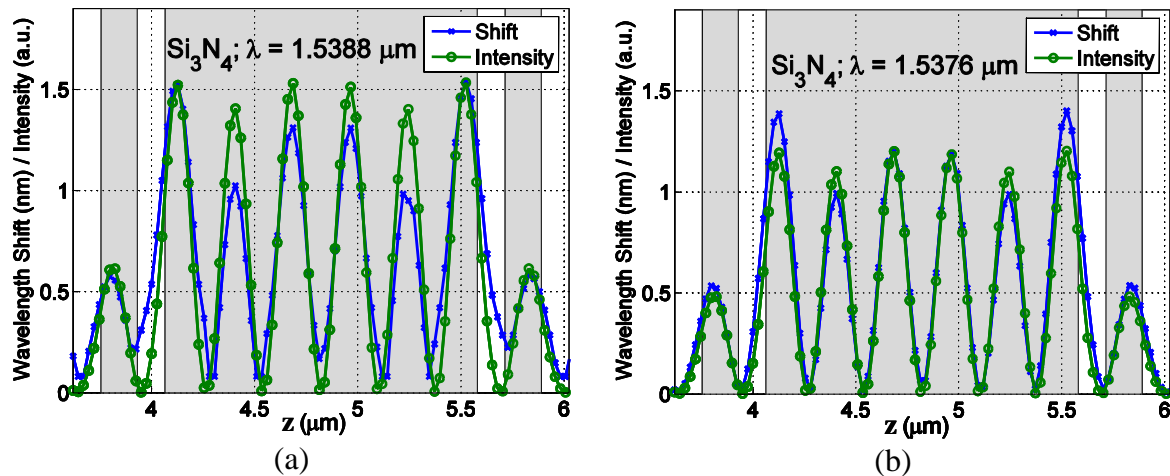 Wavelength Shift (nm) / Intensity (a.u.)
1.5
1
0.5
0
Si3N4; λ = 1.5388 μm
Shift
Intensity
4
4.5
5
5.5
6
z (μm)
(a)
Wavelength Shift (nm) / Intensity (a.u.)
1.5
1
0.5
0
Si3N4; λ = 1.5376 μm
Shift
Intensity
4
4.5
5
5.5
6
z (μm)
(b)